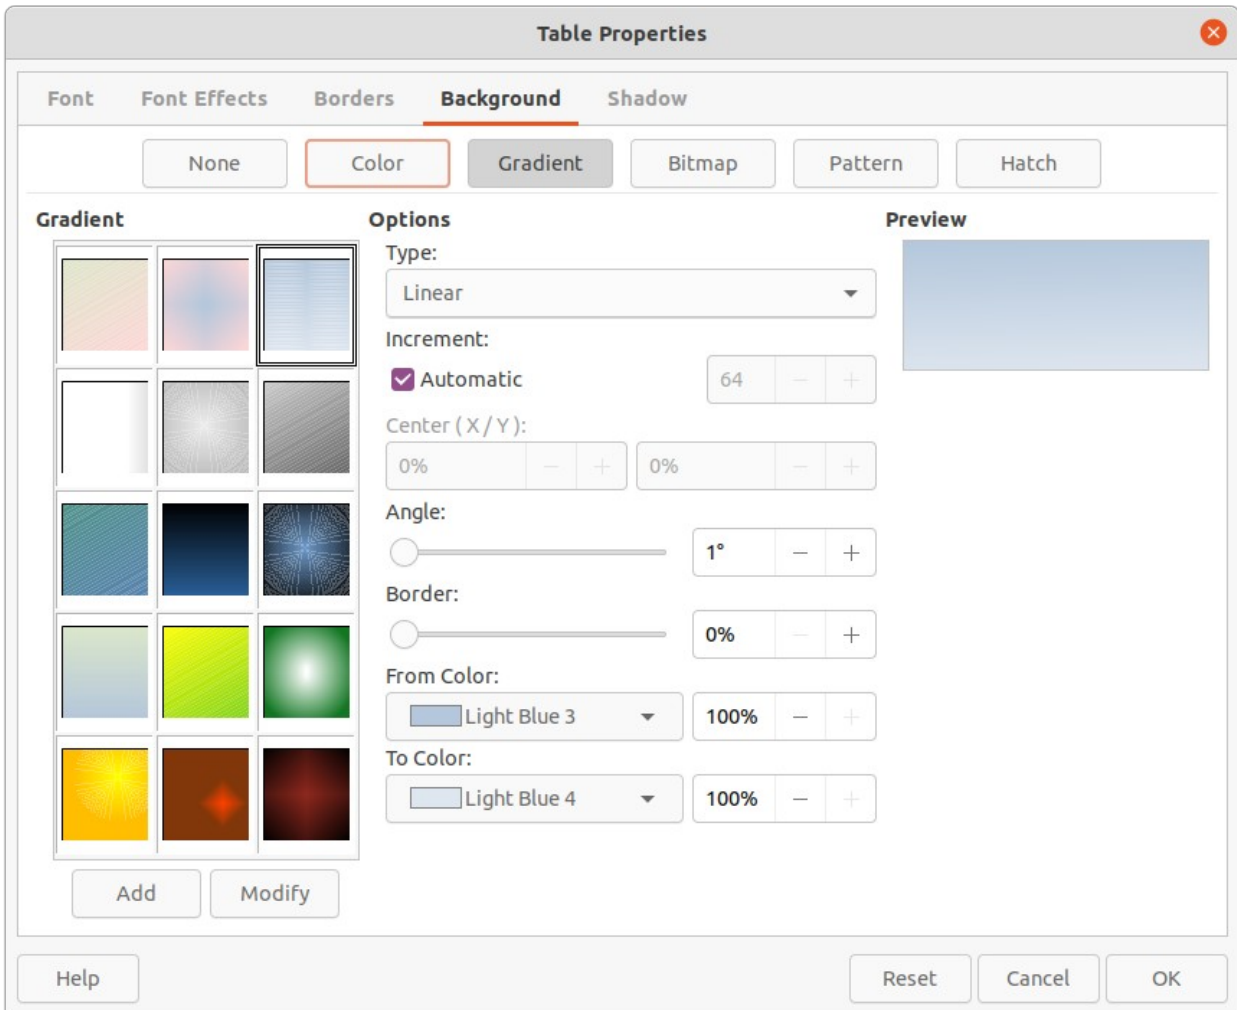 Table Properties
Font Font Effects Borders Background Shadow
None Color Gradient Bitmap Pattern Hatch
Gradient
Options
Type:
Linear
Increment:
Automatic 64 − +
Center ( X / Y ):
0% − + 0% − +
Angle:
1° − +
Border:
0% − +
From Color:
Light Blue 3 100% − +
To Color:
Light Blue 4 100% − +
Preview
Add Modify
Help Reset Cancel OK